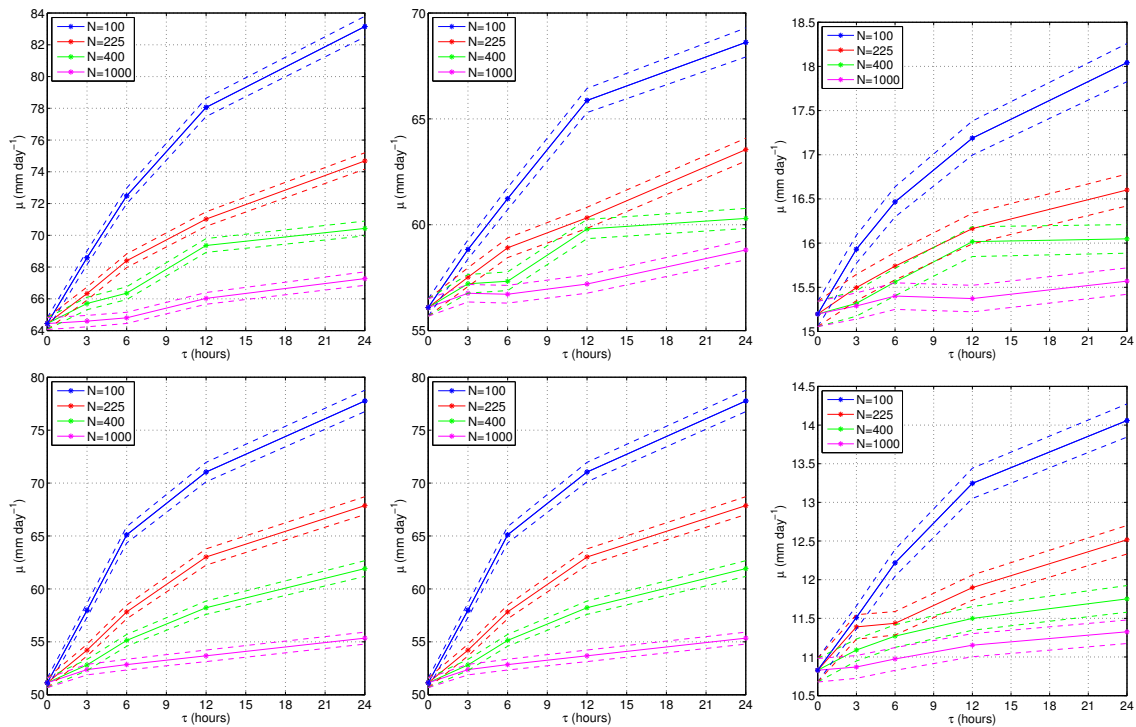 84
82
80
78
76
74
72
70
68
66
64
μ (mm day⁻¹)
0 3 6 9 12 15 18 21 24
τ (hours)
N=100
N=225
N=400
N=1000
70
65
60
55
μ (mm day⁻¹)
0 3 6 9 12 15 18 21 24
τ (hours)
N=100
N=225
N=400
N=1000
18.5
18
17.5
17
16.5
16
15.5
15
μ (mm day⁻¹)
0 3 6 9 12 15 18 21 24
τ (hours)
N=100
N=225
N=400
N=1000
80
75
70
65
60
55
50
μ (mm day⁻¹)
0 3 6 9 12 15 18 21 24
τ (hours)
N=100
N=225
N=400
N=1000
80
75
70
65
60
55
50
μ (mm day⁻¹)
0 3 6 9 12 15 18 21 24
τ (hours)
N=100
N=225
N=400
N=1000
14.5
14
13.5
13
12.5
12
11.5
11
10.5
μ (mm day⁻¹)
0 3 6 9 12 15 18 21 24
τ (hours)
N=100
N=225
N=400
N=1000